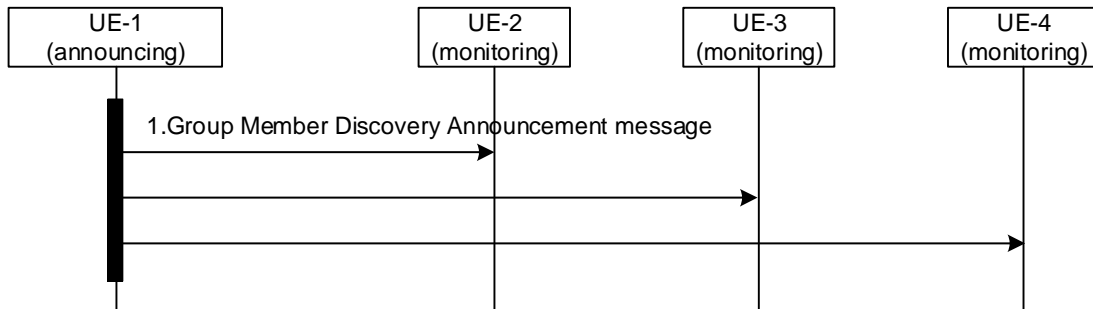 UE-1
(announcing)
UE-2
(monitoring)
UE-3
(monitoring)
UE-4
(monitoring)
1.Group Member Discovery Announcement message